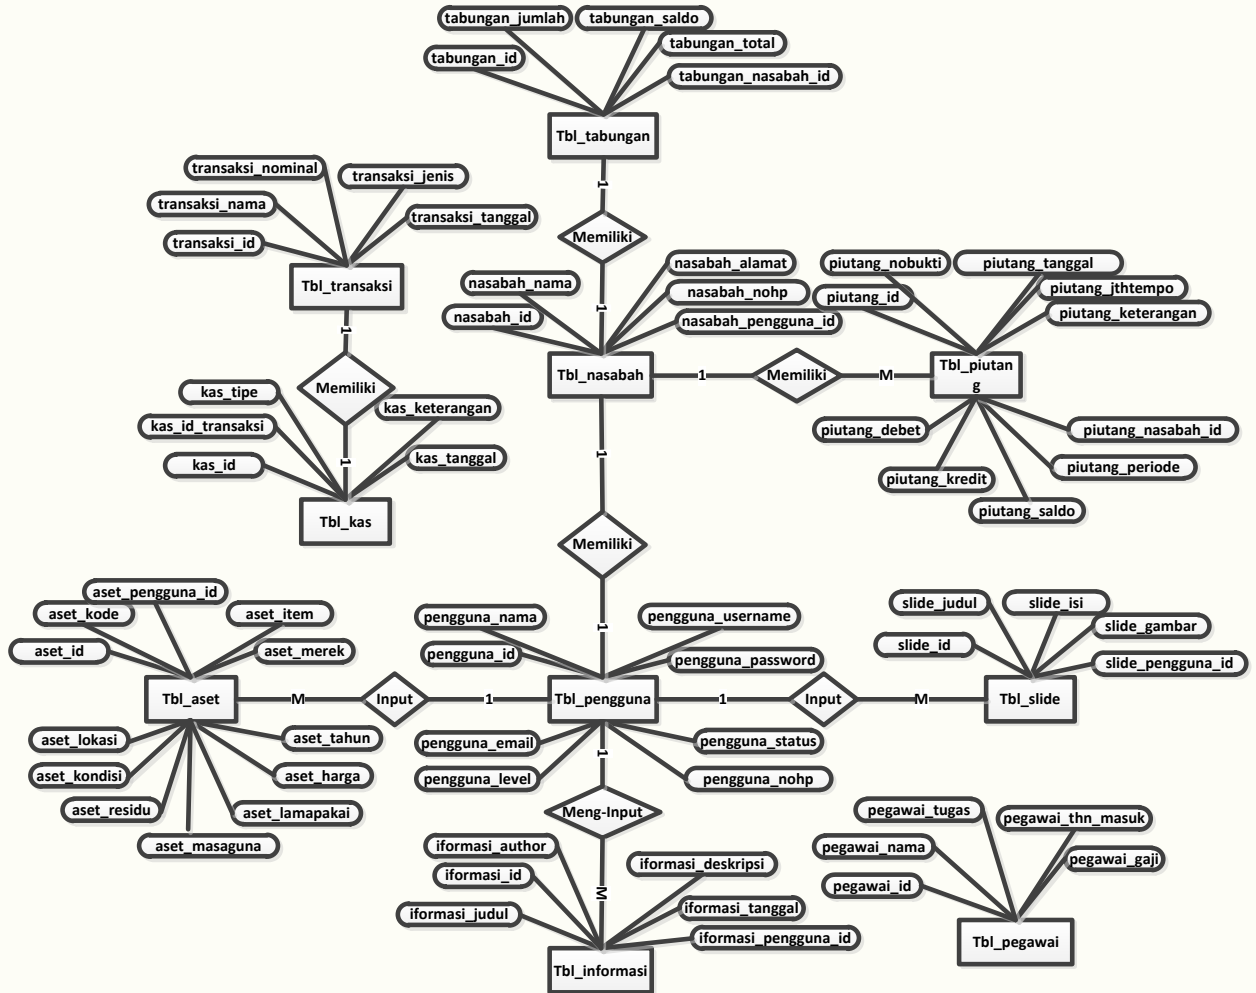 tabungan_jumlah
tabungan_saldo
tabungan_total
tabungan_id
tabungan_nasabah_id
Tbl_tabungan
1
Memiliki
1
transaksi_nominal
transaksi_jenis
transaksi_nama
transaksi_tanggal
transaksi_id
Tbl_transaksi
1
Memiliki
1
nasabah_alamat
nasabah_nama
nasabah_nohp
nasabah_id
nasabah_pengguna_id
Tbl_nasabah
1
Memiliki
M
piutang_nobukti
piutang_tanggal
piutang_id
piutang_jthtempo
piutang_keterangan
Tbl_piutan
g
piutang_debet
piutang_nasabah_id
piutang_kredit
piutang_periode
piutang_saldo
kas_tipe
kas_keterangan
kas_id_transaksi
kas_id
kas_tanggal
Tbl_kas
1
Memiliki
1
aset_pengguna_id
aset_kode
aset_item
aset_id
aset_merek
Tbl_aset
M
Input
1
aset_lokasi
aset_tahun
aset_kondisi
aset_harga
aset_residu
aset_lamapakai
aset_masaguna
pengguna_nama
pengguna_username
pengguna_id
pengguna_password
Tbl_pengguna
1
Input
M
pengguna_email
pengguna_status
pengguna_level
pengguna_nohp
slide_judul
slide_isi
slide_gambar
slide_id
slide_pengguna_id
Tbl_slide
1
Meng-Input
M
iformasi_author
iformasi_deskripsi
iformasi_id
iformasi_judul
iformasi_tanggal
iformasi_pengguna_id
Tbl_informasi
pegawai_tugas
pegawai_thn_masuk
pegawai_nama
pegawai_gaji
pegawai_id
Tbl_pegawai